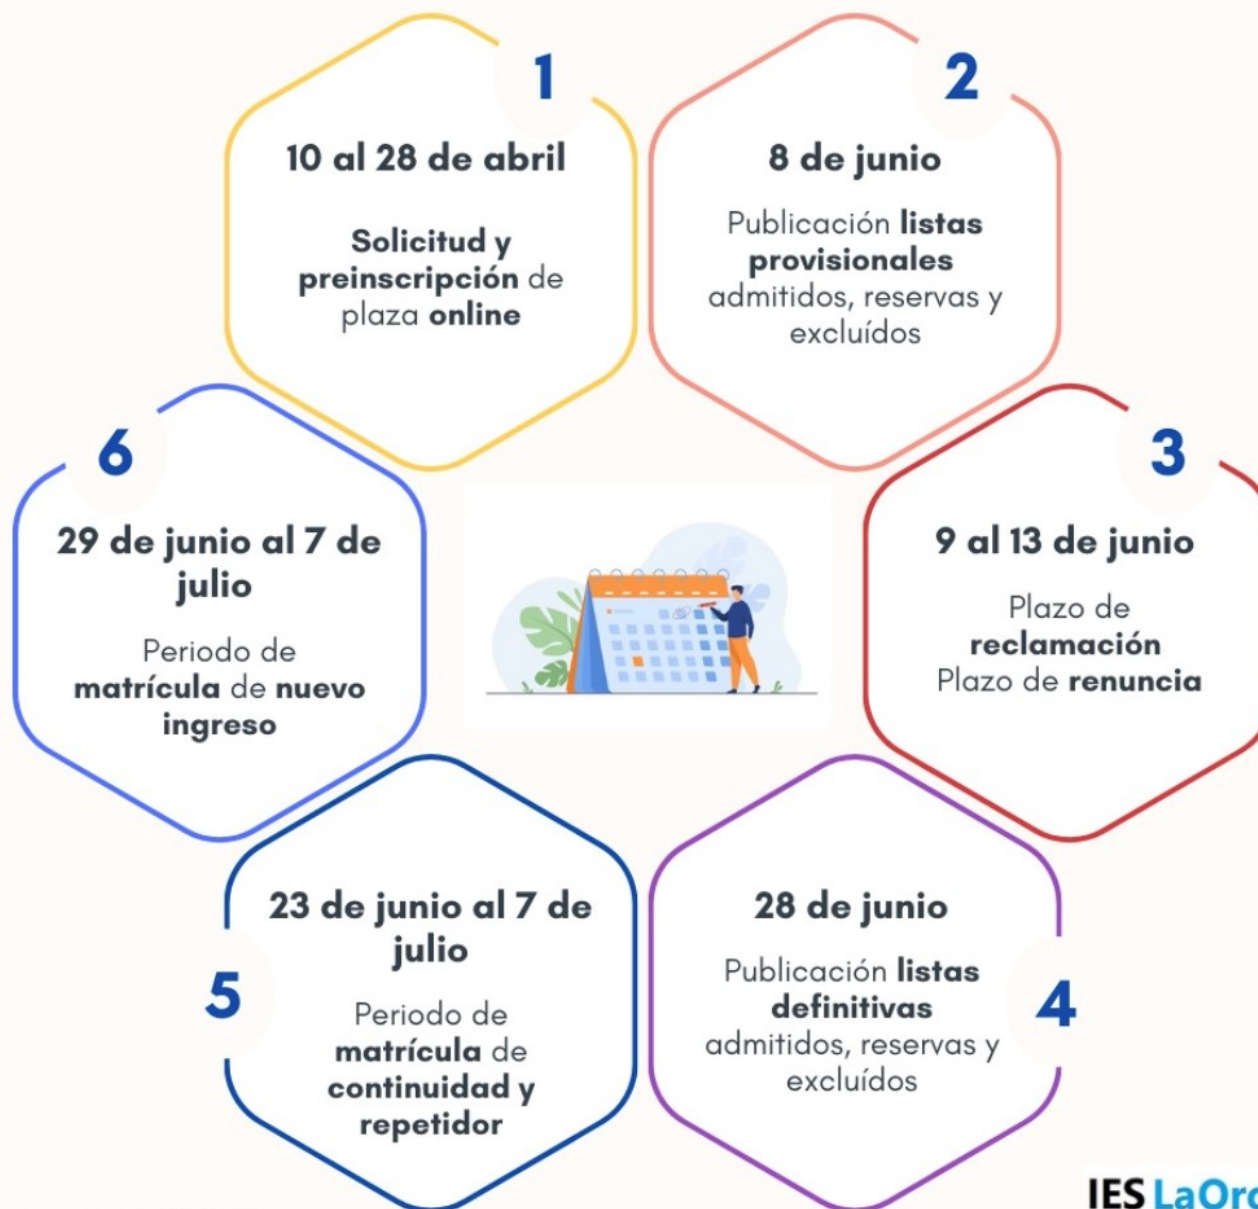 1
10 al 28 de abril
Solicitud y
preinscripción de
plaza online
2
8 de junio
Publicación listas
provisionales
admitidos, reservas y
excluídos
3
9 al 13 de junio
Plazo de
reclamación
Plazo de renuncia
4
28 de junio
Publicación listas
definitivas
admitidos, reservas y
excluídos
5
23 de junio al 7 de
julio
Periodo de
matrícula de
continuidad y
repetidor
6
29 de junio al 7 de
julio
Periodo de
matrícula de nuevo
ingreso
IES